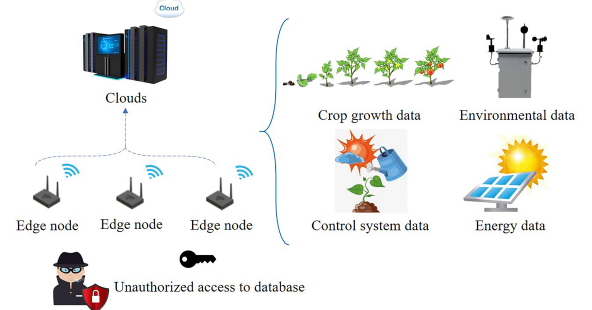 Cloud
Clouds
Crop growth data
Environmental data
Edge node
Edge node
Edge node
Control system data
Energy data
Unauthorized access to database